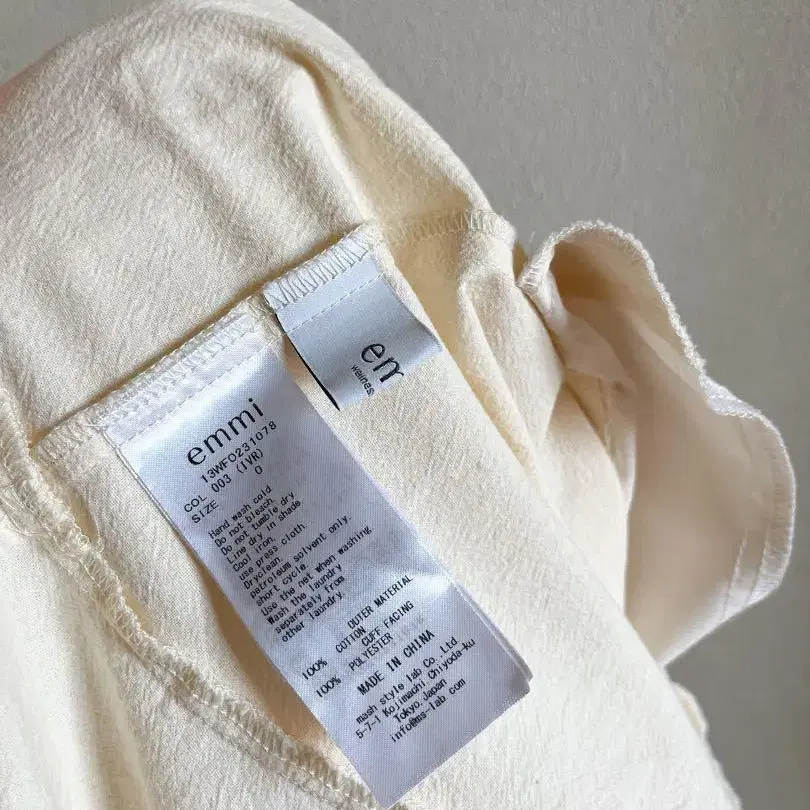 emmi
13WFO231078
COL 003 (IVR)
SIZE 0
Hand wash cold
Do not bleach.
Do not tumble dry
Line dry in shade
Cool iron.
use press cloth.
Dryclean
petroleum solvent only.
short cycle.
Use the net when washing
Wash the laundry
separately from
other laundry.
OUTER MATERIAL
100% COTTON
CUFF FACING
100% POLYESTER
MADE IN CHINA
mash style lab Co.,Ltd
5-7-1 Kojimachi,Chiyoda-ku
Tokyo,Japan
info@ms-lab.com
em